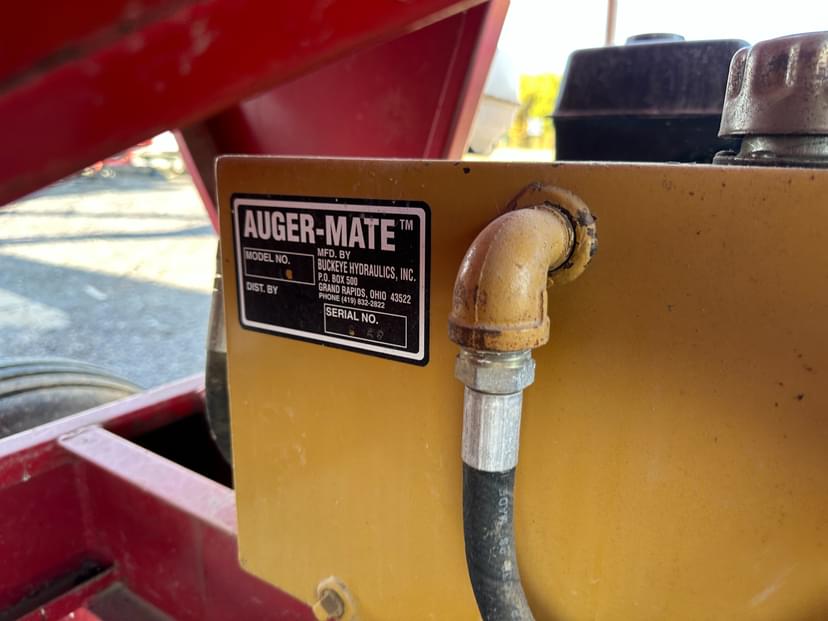 AUGER-MATE™
MODEL NO.
MFD. BY
BUCKEYE HYDRAULICS, INC.
P.O. BOX 500
GRAND RAPIDS, OHIO 43522
PHONE (419) 832-2822
DIST. BY
SERIAL NO.